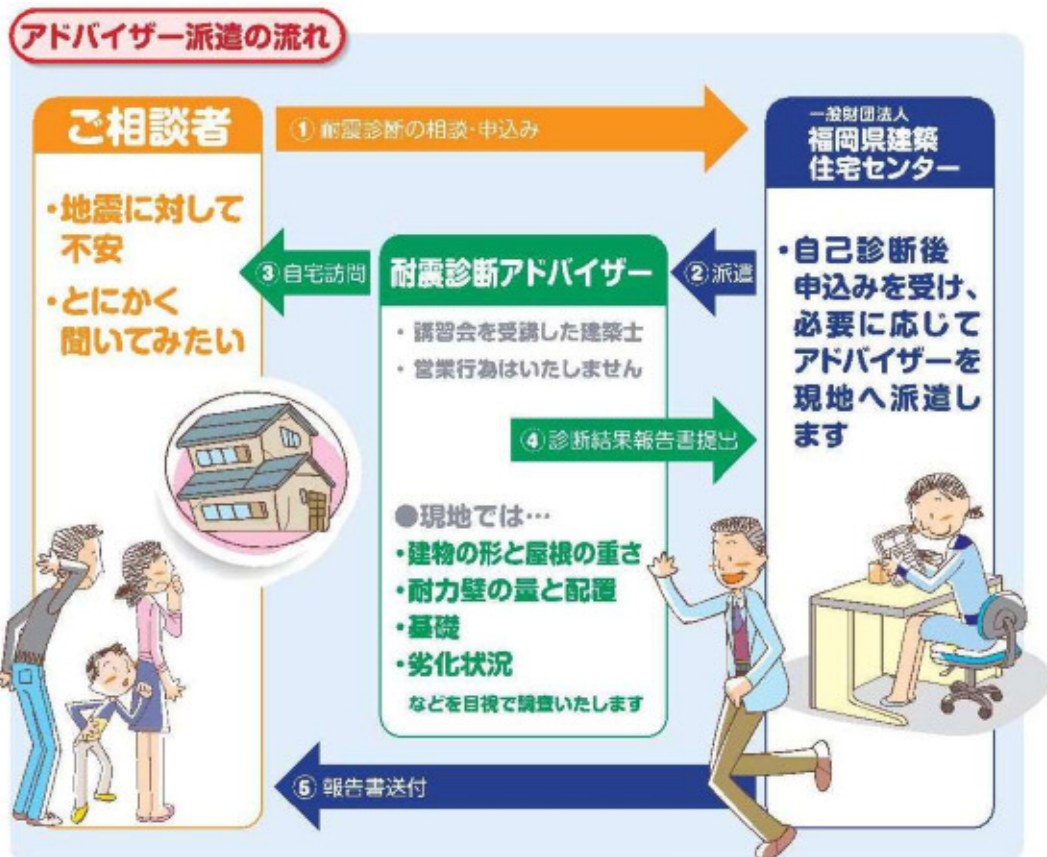 アドバイザー派遣の流れ
ご相談者
・地震に対して
不安
・とにかく
聞いてみたい
①耐震診断の相談・申込み
一般財団法人
福岡県建築
住宅センター
・自己診断後
申込みを受け、
必要に応じて
アドバイザーを
現地へ派遣し
ます
②派遣
耐震診断アドバイザー
・講習会を受講した建築士
・営業行為はいたしません
③自宅訪問
④診断結果報告書提出
●現地では…
・建物の形と屋根の重さ
・耐力壁の量と配置
・基礎
・劣化状況
などを目視で調査いたします
⑤報告書送付